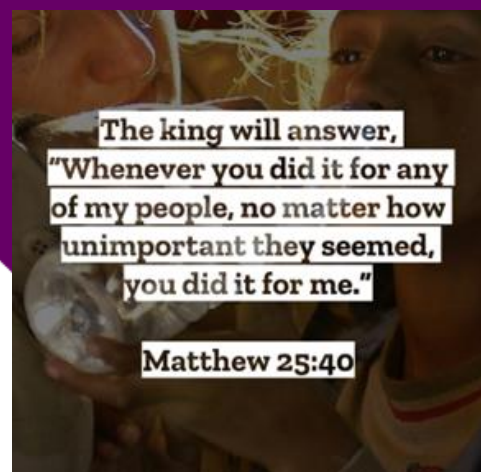 The king will answer,
“Whenever you did it for any
of my people, no matter how
unimportant they seemed,
you did it for me.”
Matthew 25:40